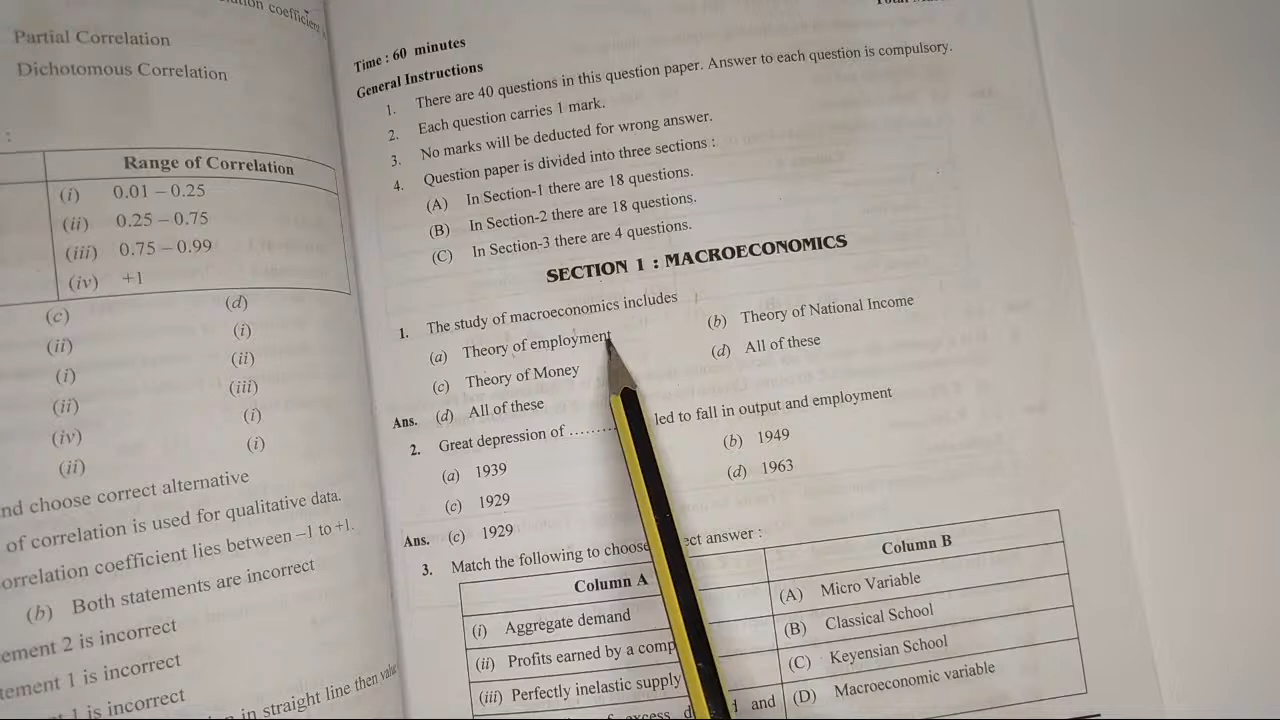 coefficient
Partial Correlation
Dichotomous Correlation
:
Range of Correlation
(i) 0.01 – 0.25
(ii) 0.25 – 0.75
(iii) 0.75 – 0.99
(iv) +1
(c) (d)
(ii) (i)
(i) (ii)
(ii) (iii)
(iv) (i)
(ii) (i)
nd choose correct alternative
of correlation is used for qualitative data.
orrelation coefficient lies between –1 to +1.
(b) Both statements are incorrect
ement 2 is incorrect
tement 1 is incorrect
1 is incorrect
in straight line then
Time : 60 minutes
General Instructions
1. There are 40 questions in this question paper. Answer to each question is compulsory.
2. Each question carries 1 mark.
3. No marks will be deducted for wrong answer.
4. Question paper is divided into three sections :
(A) In Section-1 there are 18 questions.
(B) In Section-2 there are 18 questions.
(C) In Section-3 there are 4 questions.
SECTION 1 : MACROECONOMICS
1. The study of macroeconomics includes
(a) Theory of employment (b) Theory of National Income
(c) Theory of Money (d) All of these
Ans. (d) All of these
2. Great depression of ......... led to fall in output and employment
(a) 1939 (b) 1949
(c) 1929 (d) 1963
Ans. (c) 1929
3. Match the following to choose ect answer :
Column A Column B
(i) Aggregate demand (A) Micro Variable
(ii) Profits earned by a comp (B) Classical School
(iii) Perfectly inelastic supply (C) Keyensian School
excess d and (D) Macroeconomic variable